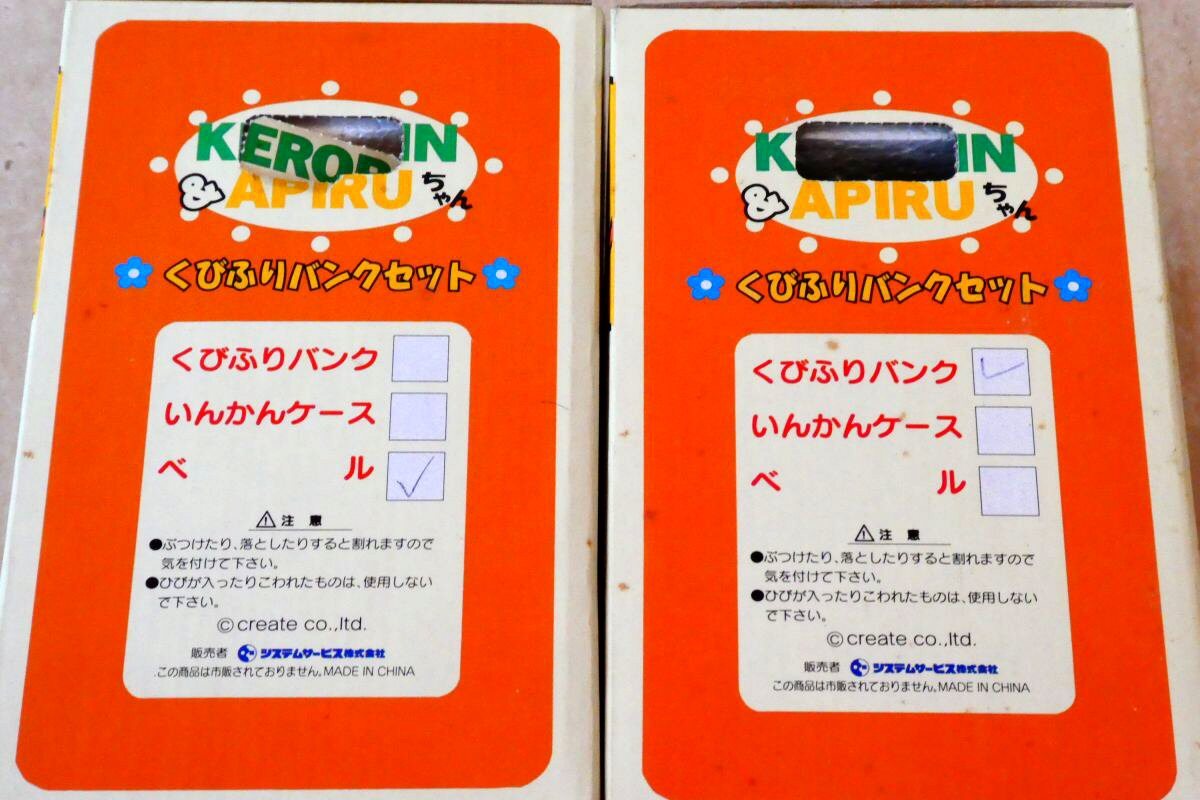 KEROPIN
& APIRUちゃん
くびふりバンクセット
くびふりバンク
いんかんケース
ベル
注意
●ぶつけたり、落としたりすると割れますので
気を付けて下さい。
●ひびが入ったりこわれたものは、使用しない
で下さい。
©create co.,ltd.
販売者 システムサービス株式会社
この商品は市販されておりません。MADE IN CHINA
K IN
& APIRUちゃん
くびふりバンクセット
くびふりバンク
いんかんケース
ベル
注意
●ぶつけたり、落としたりすると割れますので
気を付けて下さい。
●ひびが入ったりこわれたものは、使用しない
で下さい。
©create co.,ltd.
販売者 システムサービス株式会社
この商品は市販されておりません。MADE IN CHINA